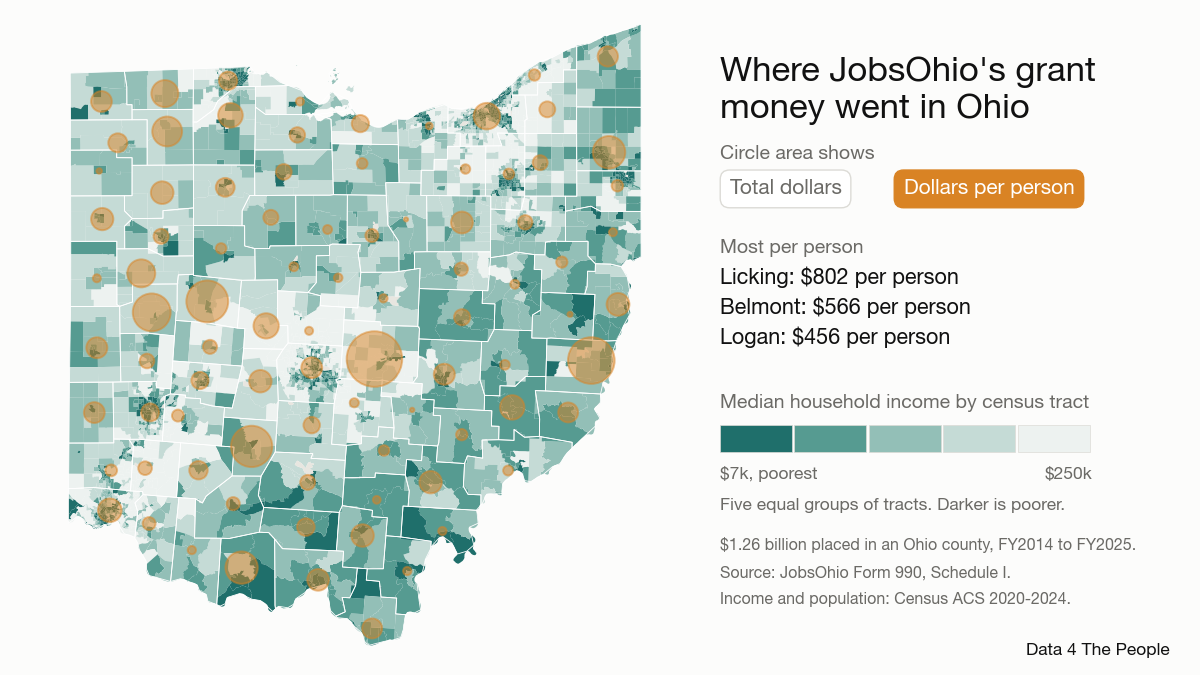 Where JobsOhio's grant
money went in Ohio
Circle area shows
Total dollars
Dollars per person
Most per person
Licking: $802 per person
Belmont: $566 per person
Logan: $456 per person
Median household income by census tract
$7k, poorest
$250k
Five equal groups of tracts. Darker is poorer.
$1.26 billion placed in an Ohio county, FY2014 to FY2025.
Source: JobsOhio Form 990, Schedule I.
Income and population: Census ACS 2020-2024.
Data 4 The People